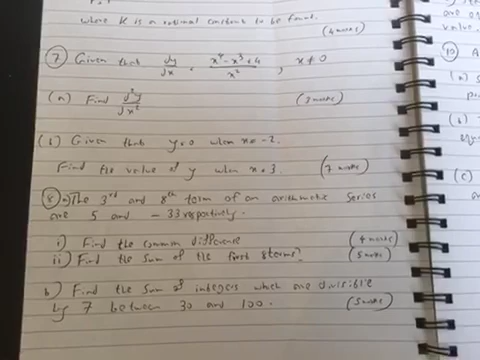 where K is a rational constant to be found.
(4 marks)
(7) Given that dy/dx = (x⁴ - x³ + 4)/x², x ≠ 0
(a) Find d²y/dx² (3 marks)
(b) Given that y=0 when x=-2.
Find the value of y when x=3. (7 marks)
(8) a) The 3rd and 8th term of an arithmetic series
are 5 and -33 respectively.
i) Find the common difference (4 marks)
ii) Find the sum of the first 8 terms? (5 marks)
b) Find the sum of integers which are divisible
by 7 between 30 and 100. (5 marks)
value.
(10) A
(a) S
(b) T
equ
(c)